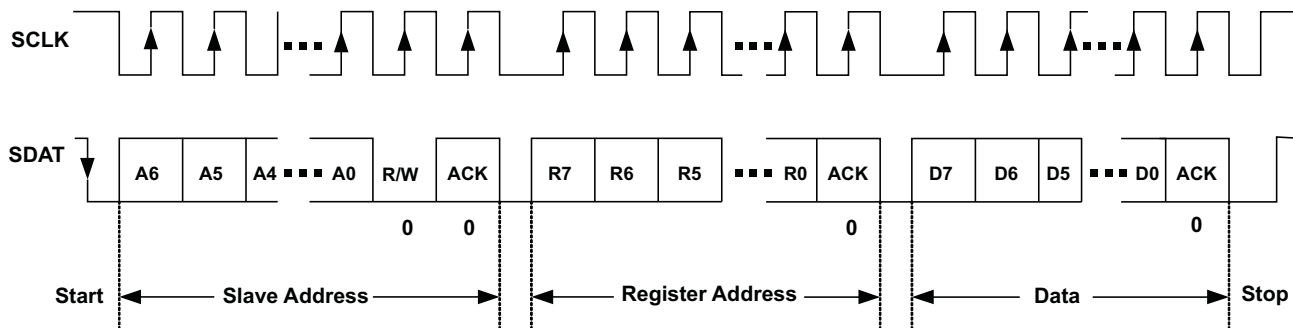 SCLK
SDAT A6 A5 A4 A0 R/W ACK R7 R6 R5 R0 ACK D7 D6 D5 D0 ACK
0 0 0 0
Start Slave Address Register Address Data Stop